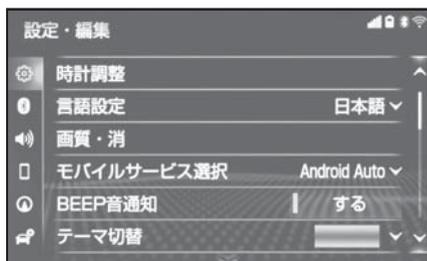 設定・編集
時計調整
言語設定 日本語
画質・消
モバイルサービス選択 Android Auto
BEEP音通知 する
テーマ切替